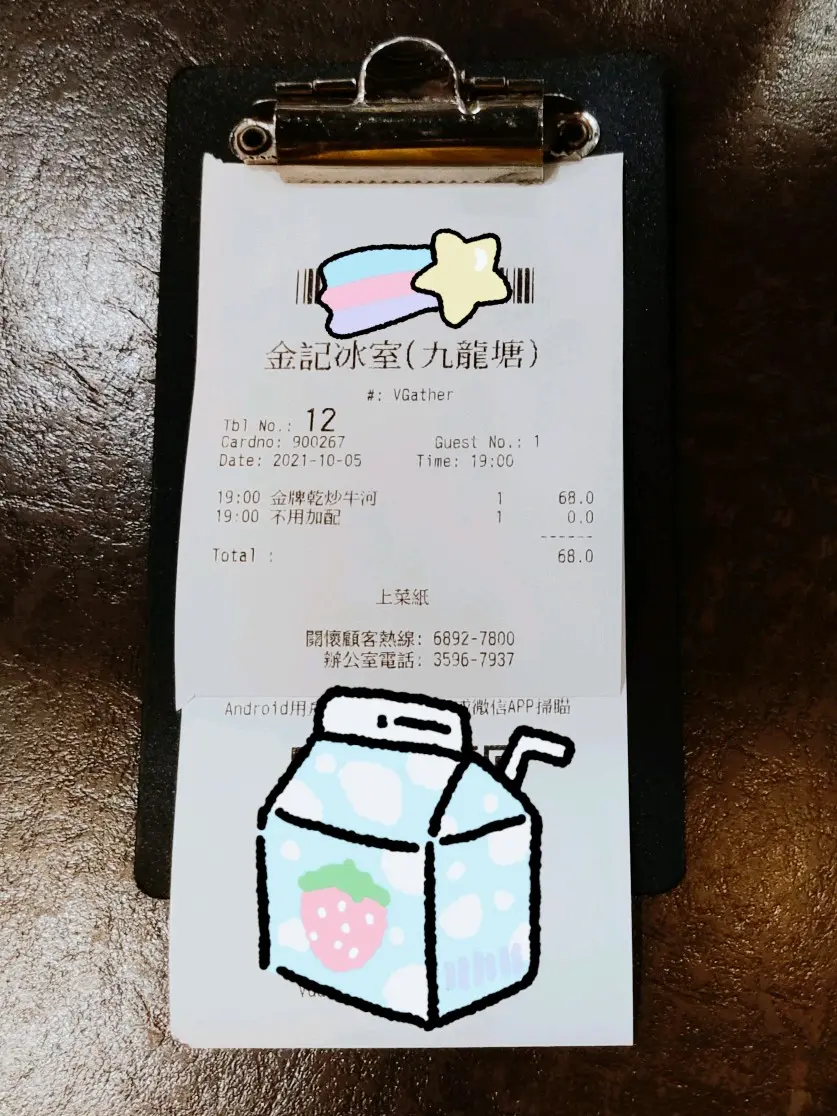 金記冰室(九龍塘)
#: VGather
Tbl No.: 12
Cardno: 900267 Guest No.: 1
Date: 2021-10-05 Time: 19:00
19:00 金牌乾炒牛河 1 68.0
19:00 不用加配 1 0.0
------
Total : 68.0
上菜紙
關懷顧客熱線: 6892-7800
辦公室電話: 3596-7937
Android用 微信APP掃瞄